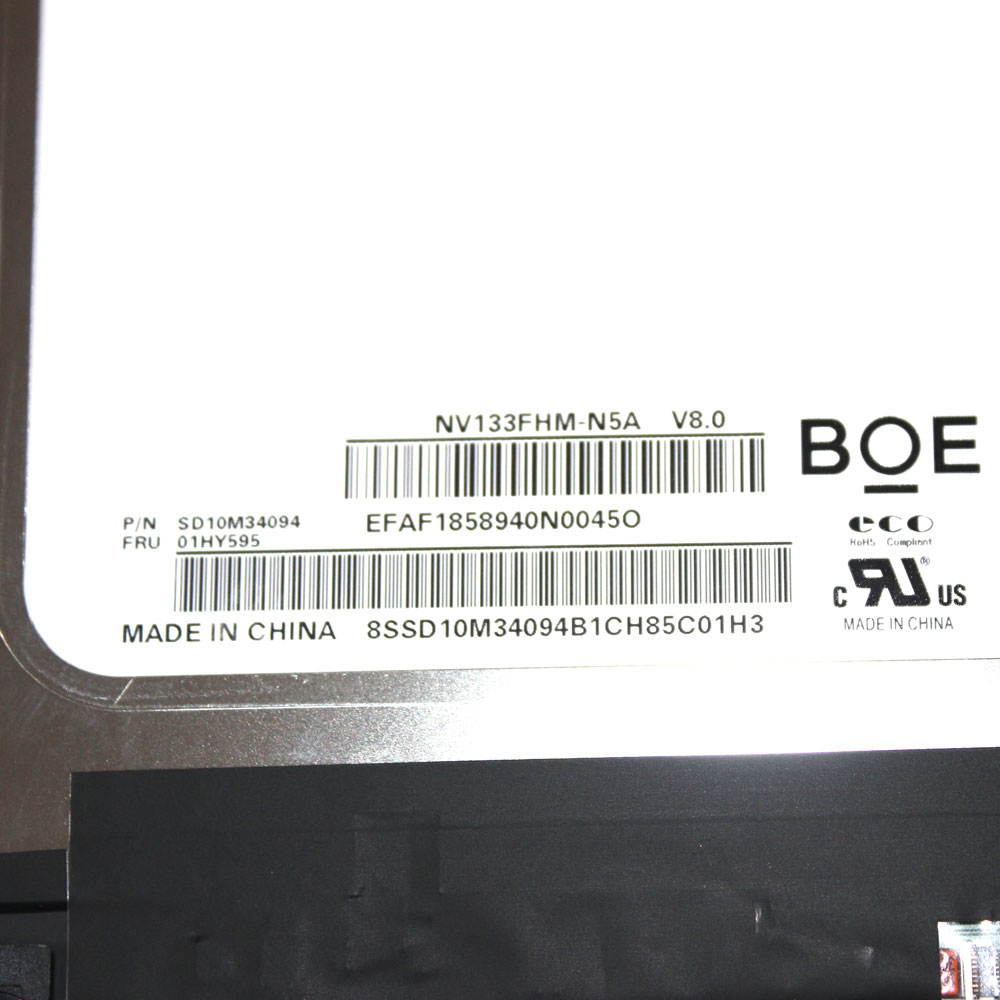 NV133FHM-N5A V8.0
BOE
P/N SD10M34094
EFAF1858940N0045O
FRU 01HY595
eco
RoHS Compliant
C RU ® US
MADE IN CHINA 8SSD10M34094B1CH85C01H3
MADE IN CHINA